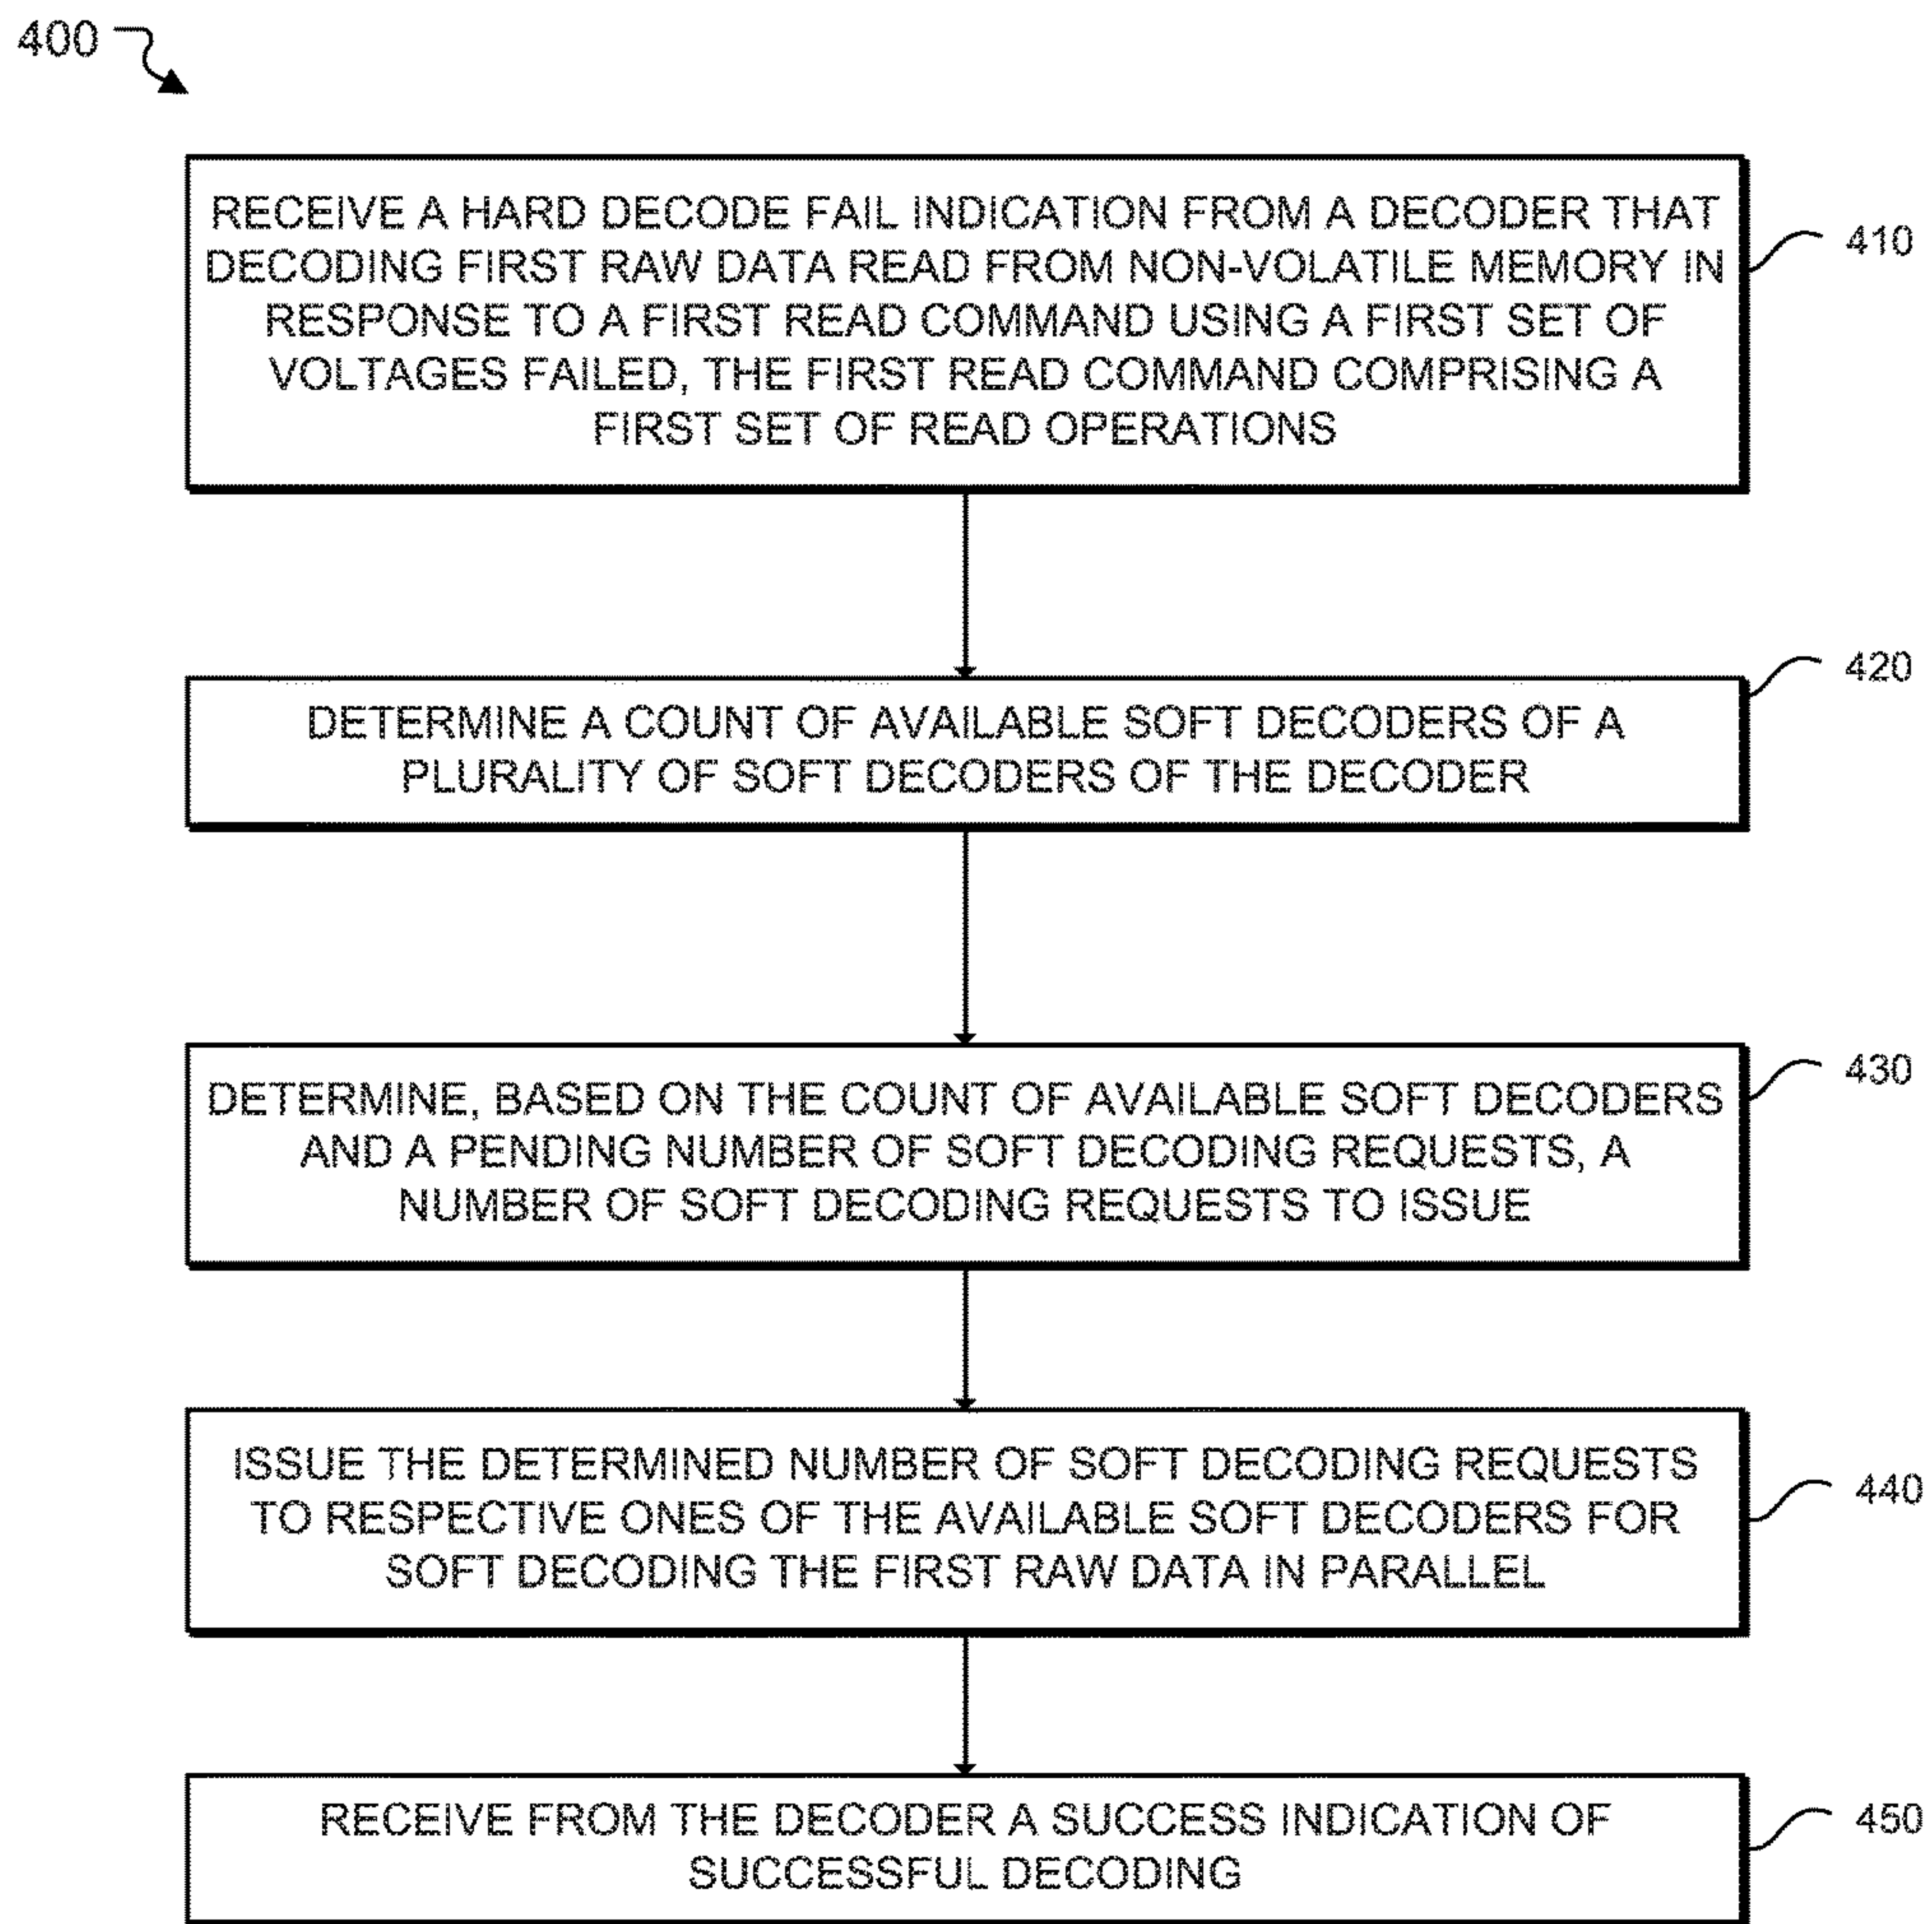 400
RECEIVE A HARD DECODE FAIL INDICATION FROM A DECODER THAT
DECODING FIRST RAW DATA READ FROM NON-VOLATILE MEMORY IN
RESPONSE TO A FIRST READ COMMAND USING A FIRST SET OF
VOLTAGES FAILED, THE FIRST READ COMMAND COMPRISING A
FIRST SET OF READ OPERATIONS
410
DETERMINE A COUNT OF AVAILABLE SOFT DECODERS OF A
PLURALITY OF SOFT DECODERS OF THE DECODER
420
DETERMINE, BASED ON THE COUNT OF AVAILABLE SOFT DECODERS
AND A PENDING NUMBER OF SOFT DECODING REQUESTS, A
NUMBER OF SOFT DECODING REQUESTS TO ISSUE
430
ISSUE THE DETERMINED NUMBER OF SOFT DECODING REQUESTS
TO RESPECTIVE ONES OF THE AVAILABLE SOFT DECODERS FOR
SOFT DECODING THE FIRST RAW DATA IN PARALLEL
440
RECEIVE FROM THE DECODER A SUCCESS INDICATION OF
SUCCESSFUL DECODING
450